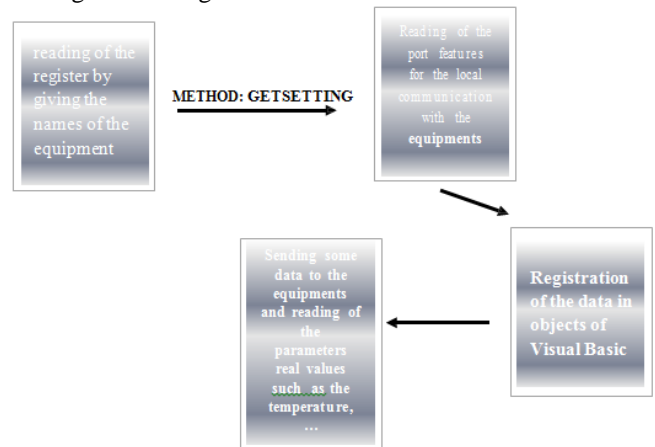 reading of the
register by
giving the
names of the
equipment
METHOD: GETSETTING
Reading of the
port features
for the local
communication
with the
equipments
Registration
of the data in
objects of
Visual Basic
Sending some
data to the
equipments
and reading of
the
parameters
real values
such as the
temperature,
...